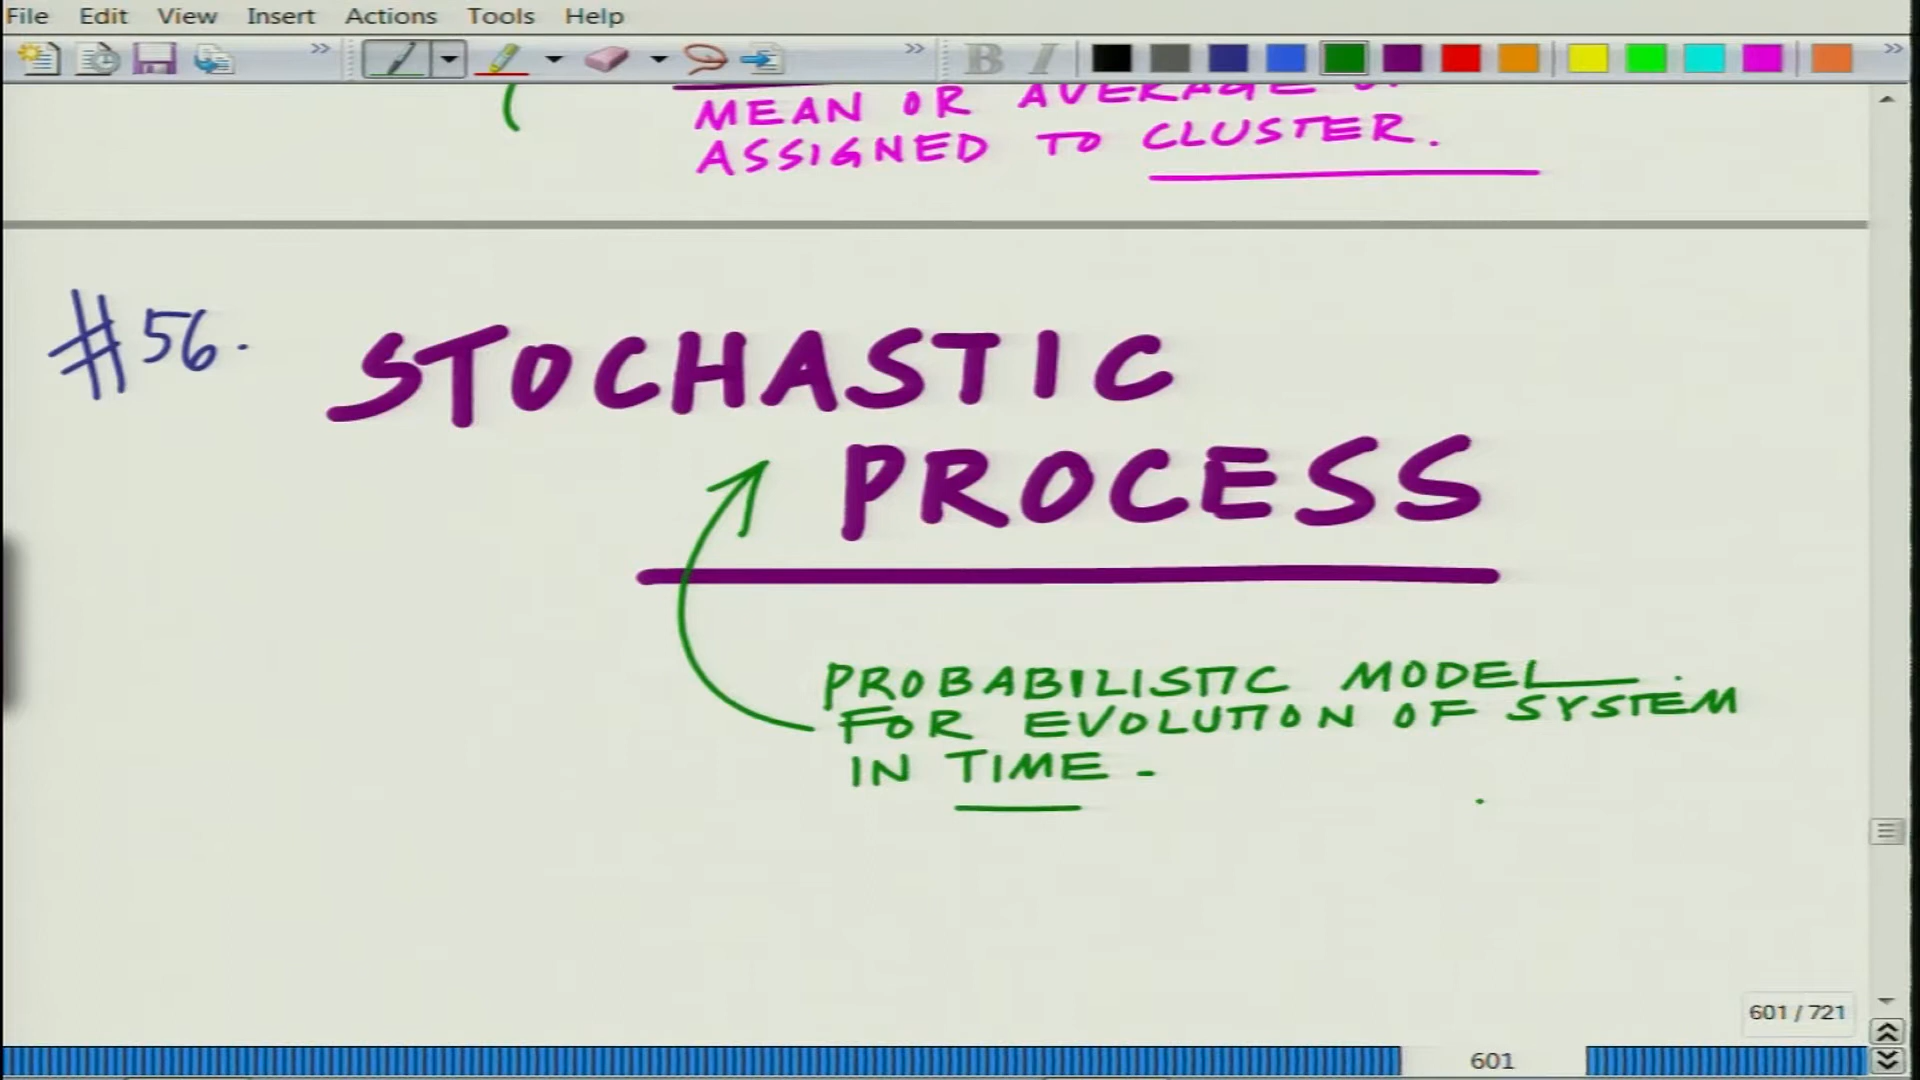 File Edit View Insert Actions Tools Help
B I
MEAN OR AVERAGE
ASSIGNED TO CLUSTER.
#56.
STOCHASTIC
PROCESS
PROBABILISTIC MODEL
FOR EVOLUTION OF SYSTEM
IN TIME.
601 / 721
601